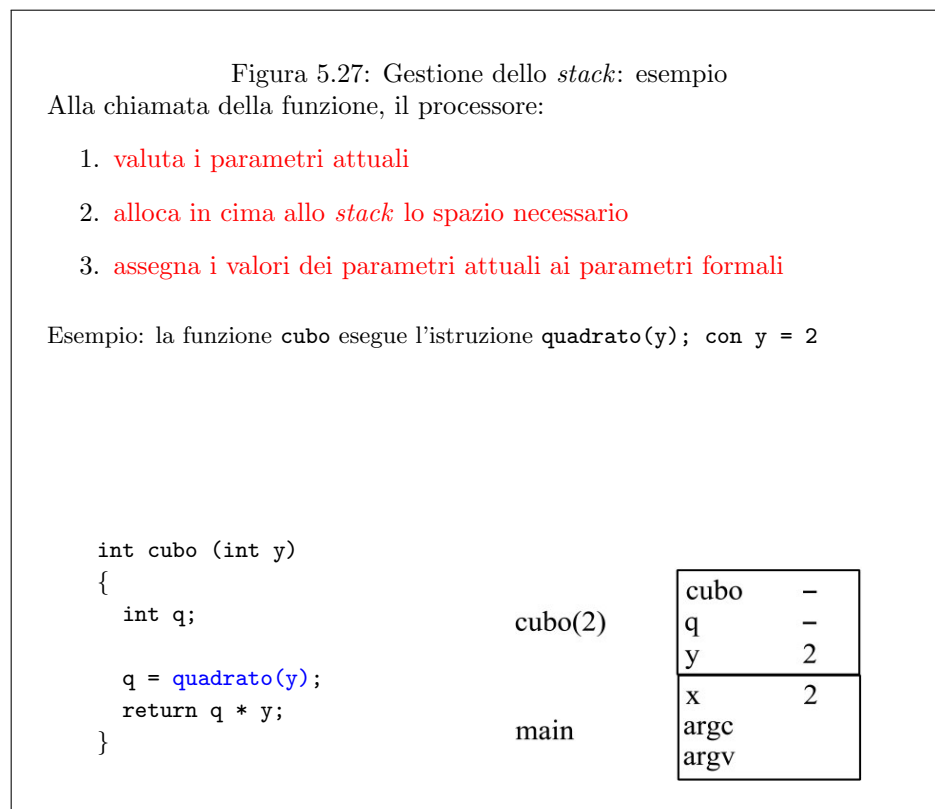 Figura 5.27: Gestione dello stack: esempio
Alla chiamata della funzione, il processore:
1. valuta i parametri attuali
2. alloca in cima allo stack lo spazio necessario
3. assegna i valori dei parametri attuali ai parametri formali
Esempio: la funzione cubo esegue l'istruzione quadrato(y); con y = 2
int cubo (int y)
{
int q;
q = quadrato(y);
return q * y;
}
cubo(2)
cubo –
q –
y 2
main
x 2
argc
argv